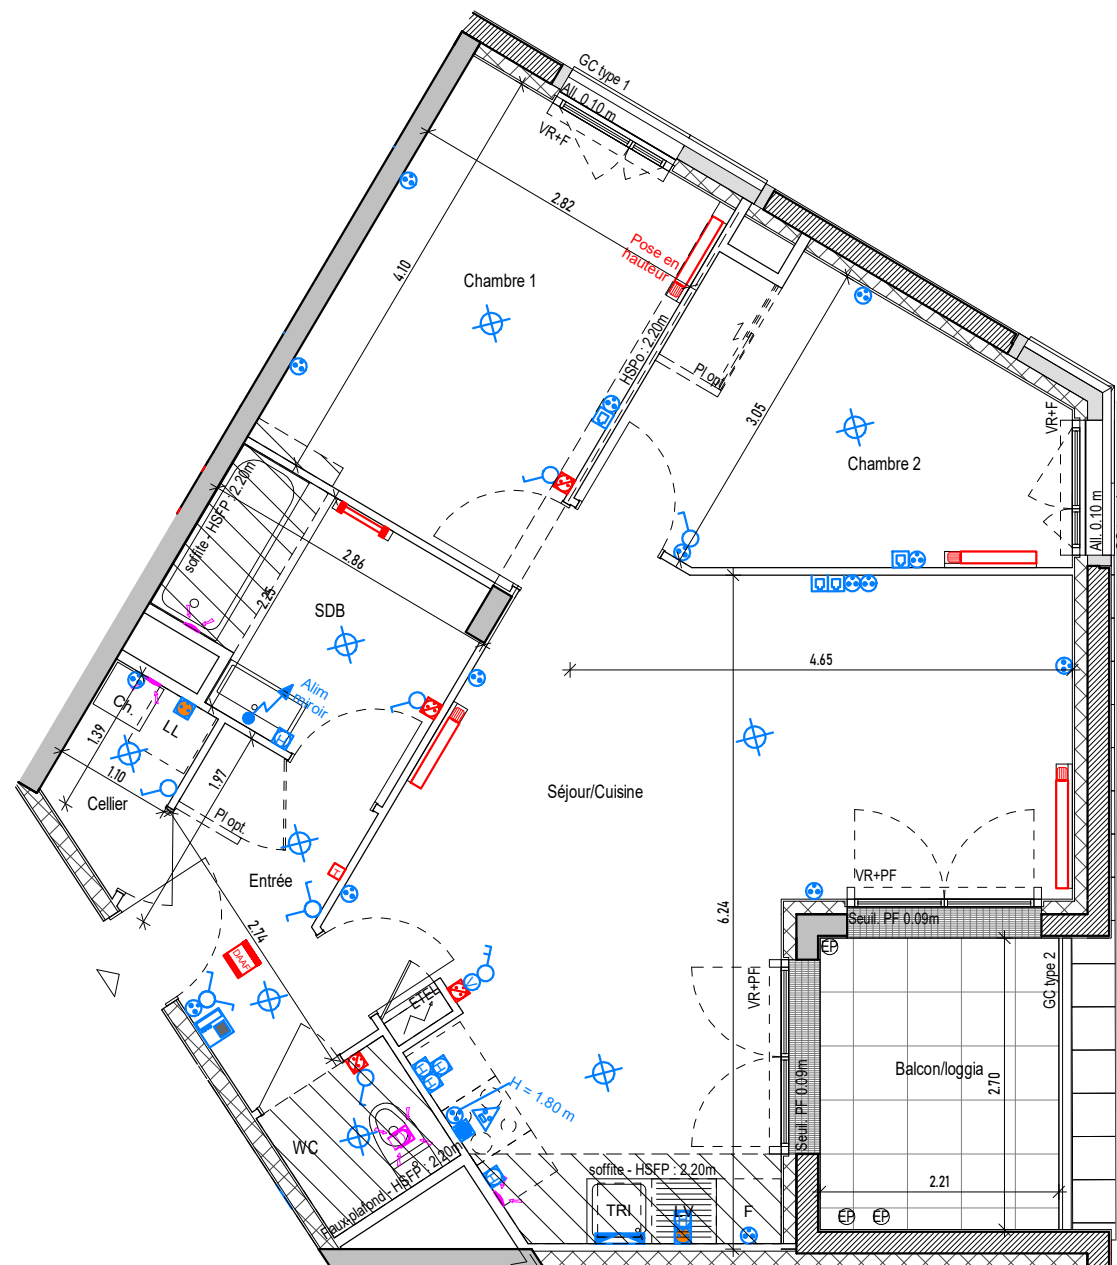 GC type 1
All. 0.10 m
VR+F
2.82
Pose en
hauteur
4.10
Chambre 1
HSPo : 2.20m
Pl opt.
3.05
VR+F
Chambre 2
All. 0.10 m
soffite - HSFP : 2.20m
2.86
2.25
SDB
4.65
Alim
miroir
Ch.
LL
H
1.39
1.10
1.97
Cellier
Pl opt.
Séjour/Cuisine
Entrée
T
VR+PF
6.24
Seuil. PF 0.09m
2.74
DAAF
EP
GC type 2
VR+PF
ETEL
Balcon/loggia
2.70
H
H
H
H = 1.80 m
Seuil. PF 0.09m
WC
Faux-plafond - HSFP : 2.20m
H
soffite - HSFP : 2.20m
2.21
TRI
LV
F
EP
EP